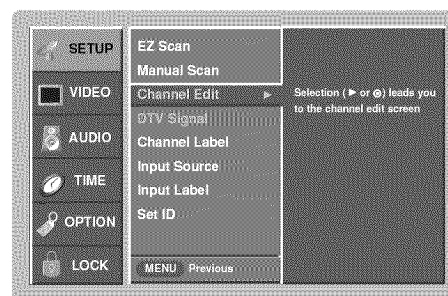 SETUP
VIDEO
AUDIO
TIME
OPTION
LOCK
EZ Scan
Manual Scan
Channel Edit ►
DTV Signal
Channel Label
Input Source
Input Label
Set ID
MENU Previous
Selection ( ► or ◉) leads you
to the channel edit screen